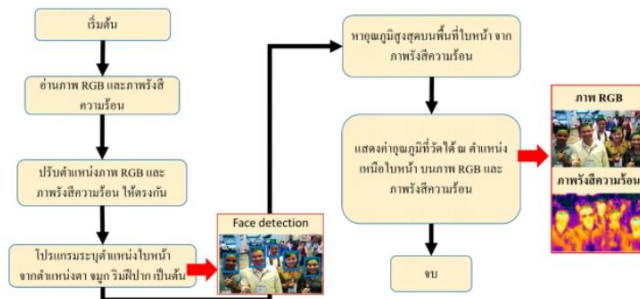 เริ่มต้น
อ่านภาพ RGB และภาพรังสี
ความร้อน
ปรับตำแหน่งภาพ RGB และ
ภาพรังสีความร้อน ให้ตรงกัน
โปรแกรมระบุตำแหน่งใบหน้า
จากตำแหน่งตา จมูก ริมฝีปาก เป็นต้น
Face detection
หาอุณภูมิสูงสุดบนพื้นที่ใบหน้า จาก
ภาพรังสีความร้อน
แสดงค่าอุณภูมิที่วัดได้ ณ ตำแหน่ง
เหนือใบหน้า บนภาพ RGB และ
ภาพรังสีความร้อน
จบ
ภาพ RGB
ภาพรังสีความร้อน